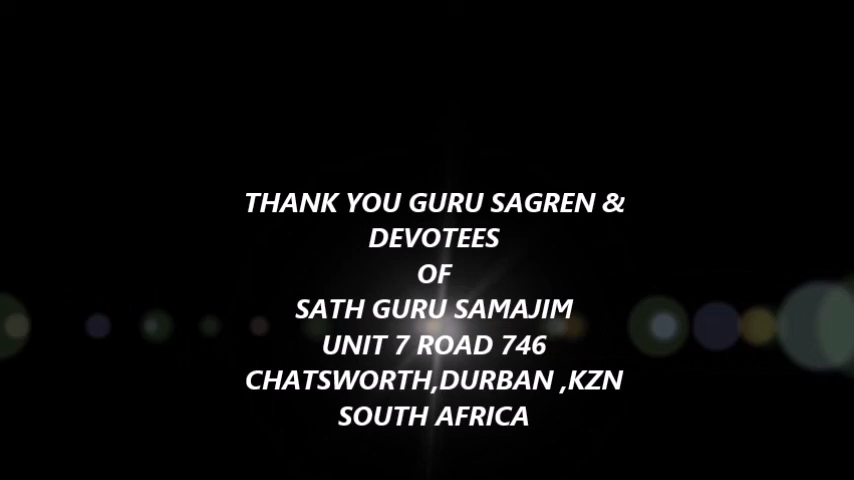 THANK YOU GURU SAGREN &
DEVOTEES
OF
SATH GURU SAMAJIM
UNIT 7 ROAD 746
CHATSWORTH,DURBAN ,KZN
SOUTH AFRICA